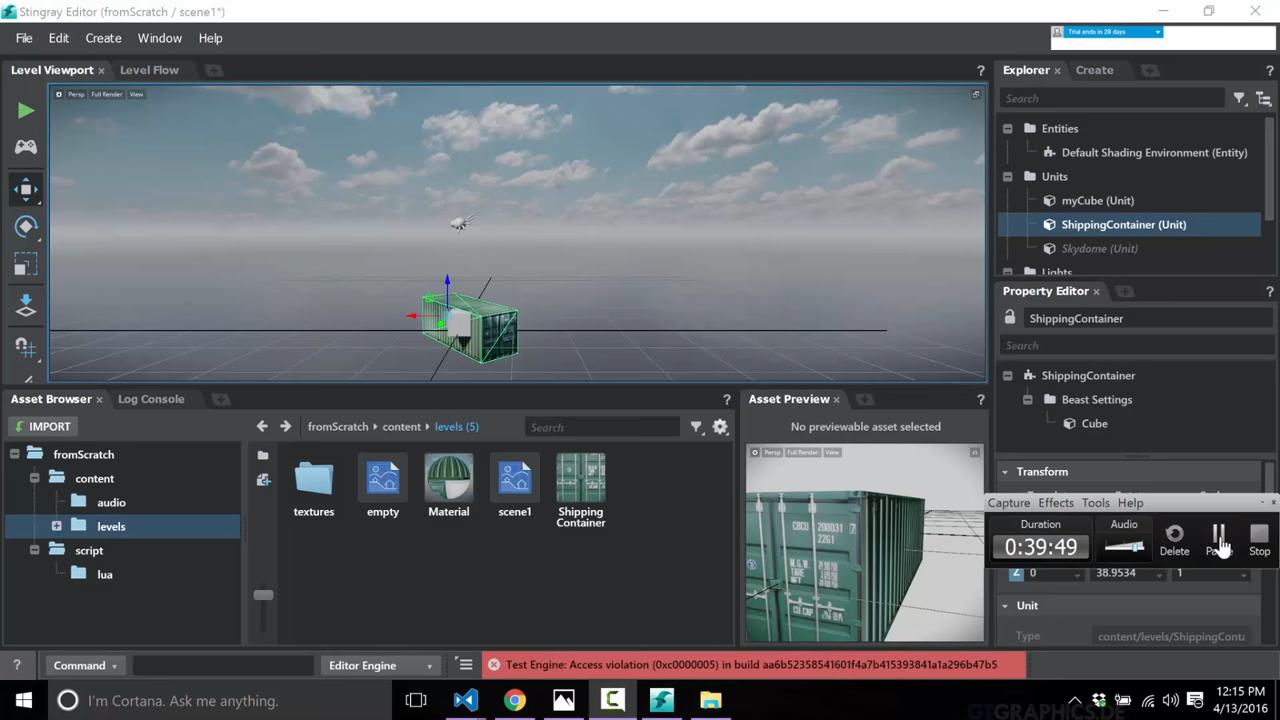 Stingray Editor (fromScratch / scene1*)
File Edit Create Window Help
Trial ends in 28 days
Level Viewport × Level Flow
?
Explorer × Create
?
Persp Full Render View
Search
Entities
Default Shading Environment (Entity)
Units
myCube (Unit)
ShippingContainer (Unit)
Skydome (Unit)
Lights
Property Editor ×
?
ShippingContainer
Search
ShippingContainer
Beast Settings
Cube
Transform
Asset Browser × Log Console
?
IMPORT
fromScratch content levels (5)
Search
fromScratch
content
audio
levels
script
lua
textures
empty
Material
scene1
Shipping
Container
Asset Preview ×
?
No previewable asset selected
Persp Full Render View
CBCU 200031
22G1
Capture Effects Tools Help - ×
Duration
0:39:49
Audio
Delete
Stop
Z 0 38.9534 1
Unit
Type content/levels/ShippingConta
? Command
Editor Engine
Test Engine: Access violation (0xc0000005) in build aa6b52358541601f4a7b415393841a1a296b47b5
I'm Cortana. Ask me anything.
12:15 PM
4/13/2016
GTGRAPHICS.DE